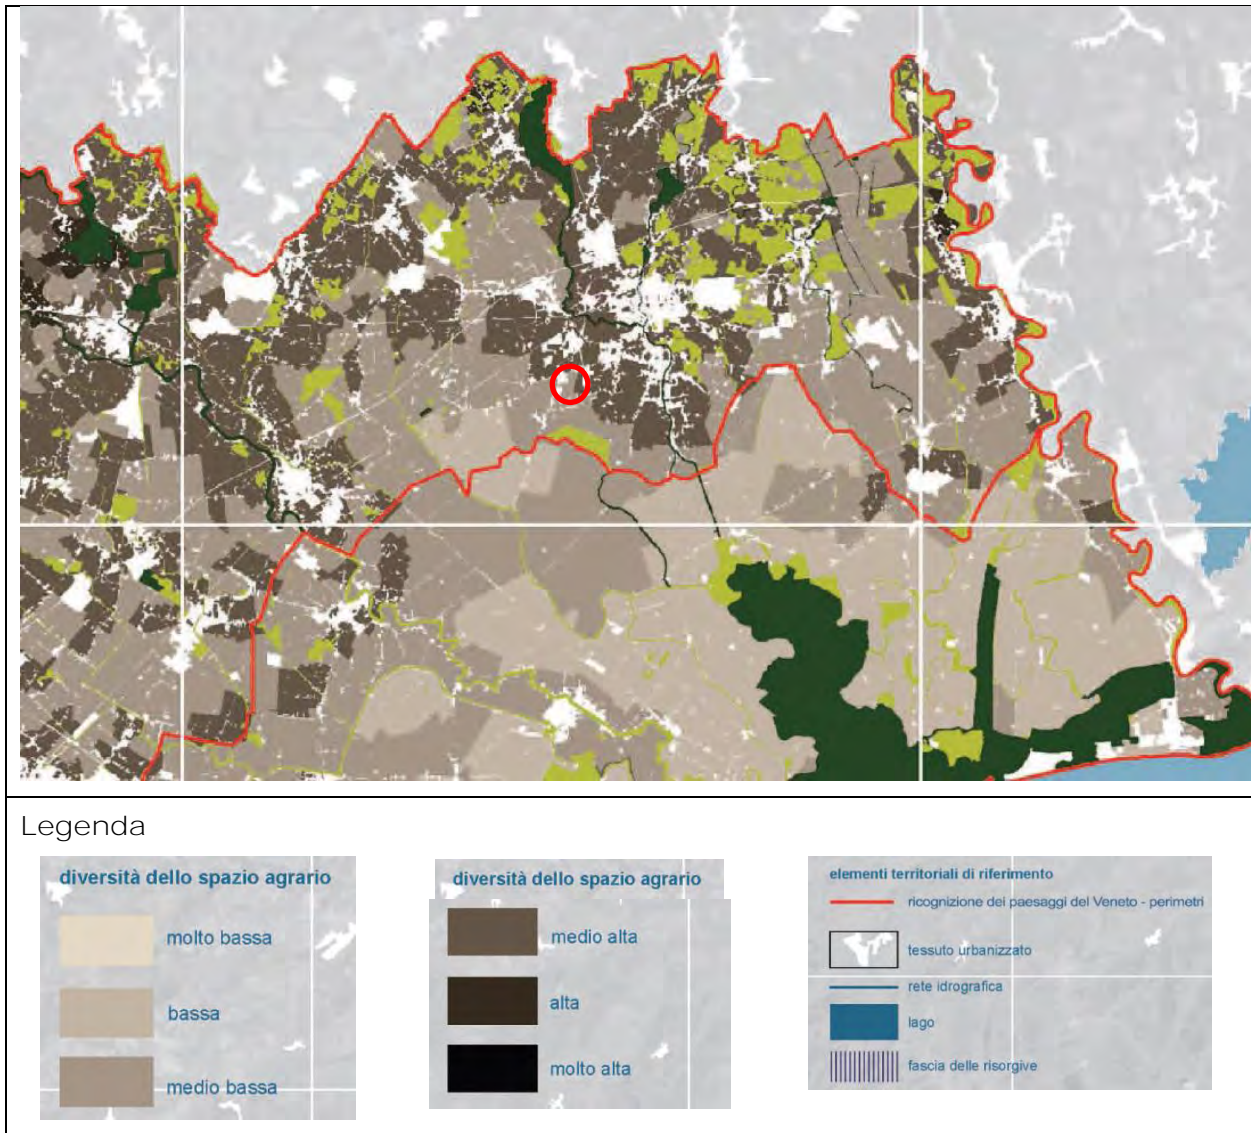 Legenda
diversità dello spazio agrario
molto bassa
bassa
medio bassa
diversità dello spazio agrario
medio alta
alta
molto alta
elementi territoriali di riferimento
ricognizione dei paesaggi del Veneto - perimetri
tessuto urbanizzato
rete idrografica
lago
fascia delle risorgive